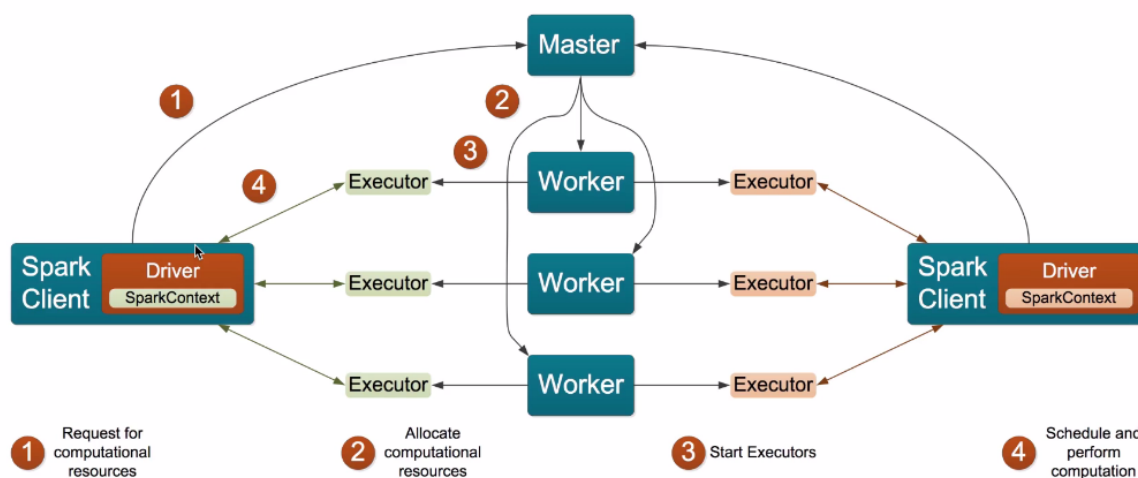 Master
1
2
3
4
Executor
Worker
Executor
Spark
Client
Driver
SparkContext
Executor
Worker
Executor
Spark
Client
Driver
SparkContext
Executor
Worker
Executor
1
Request for
computational
resources
2
Allocate
computational
resources
3
Start Executors
4
Schedule and
perform
computation